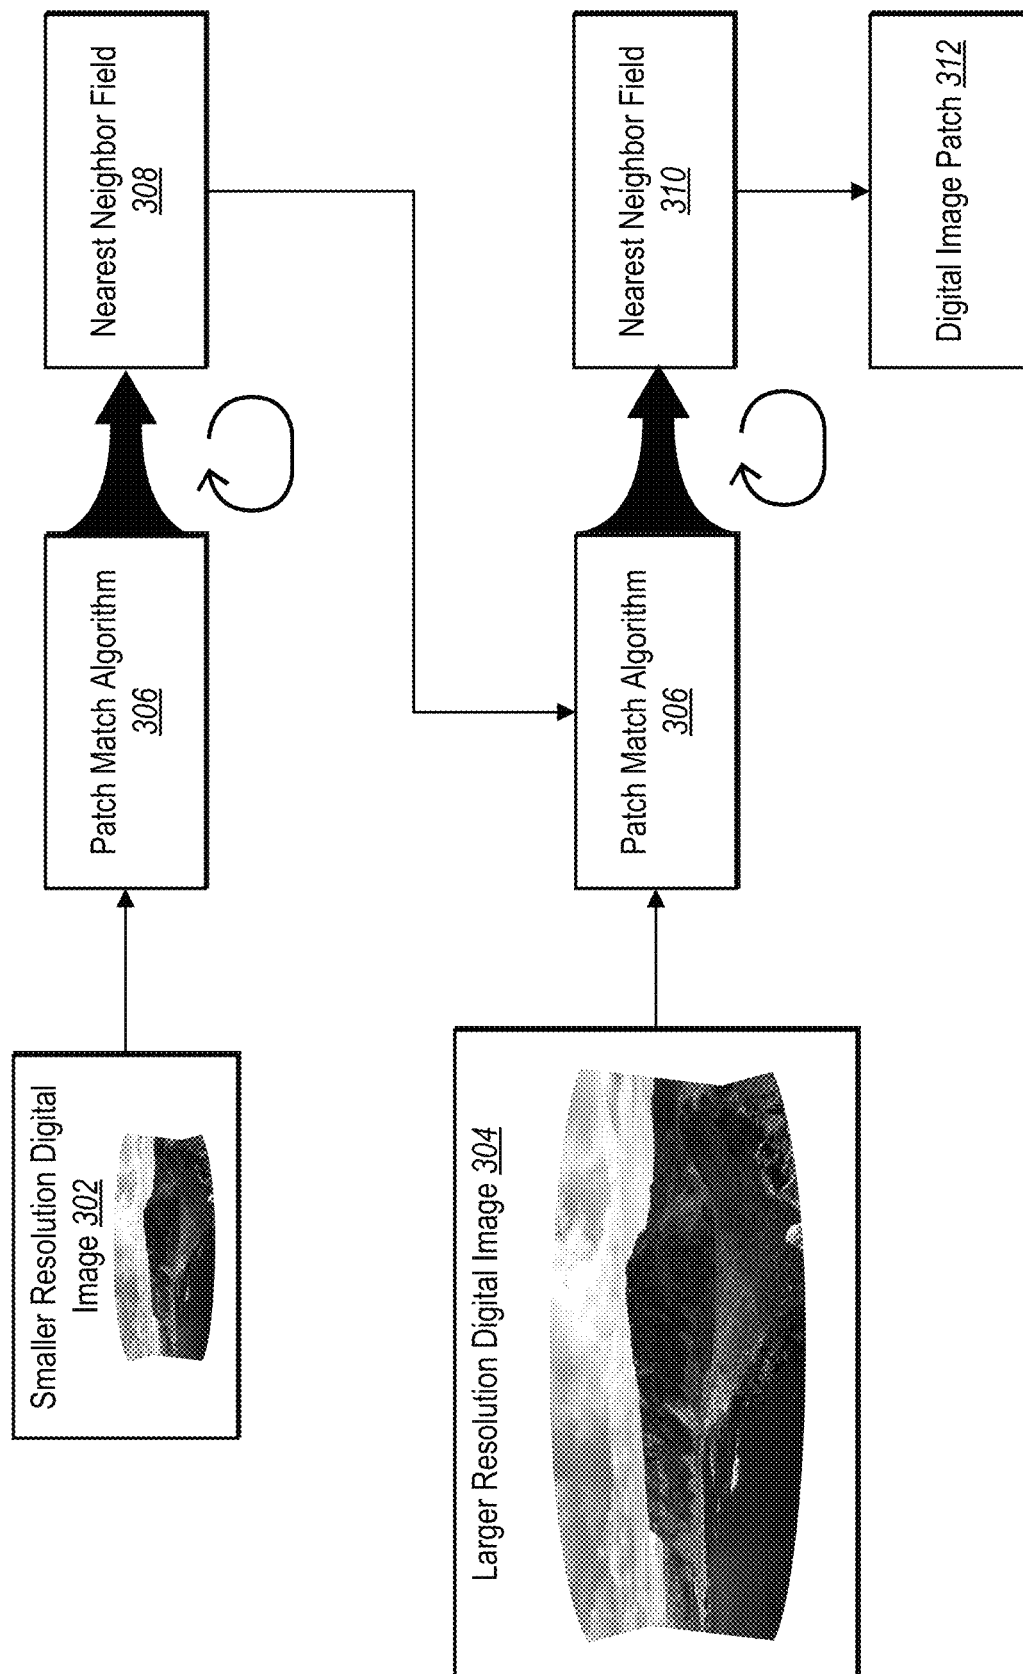 Smaller Resolution Digital
Image 302
Patch Match Algorithm
306
Nearest Neighbor Field
308
Larger Resolution Digital Image 304
Patch Match Algorithm
306
Nearest Neighbor Field
310
Digital Image Patch 312